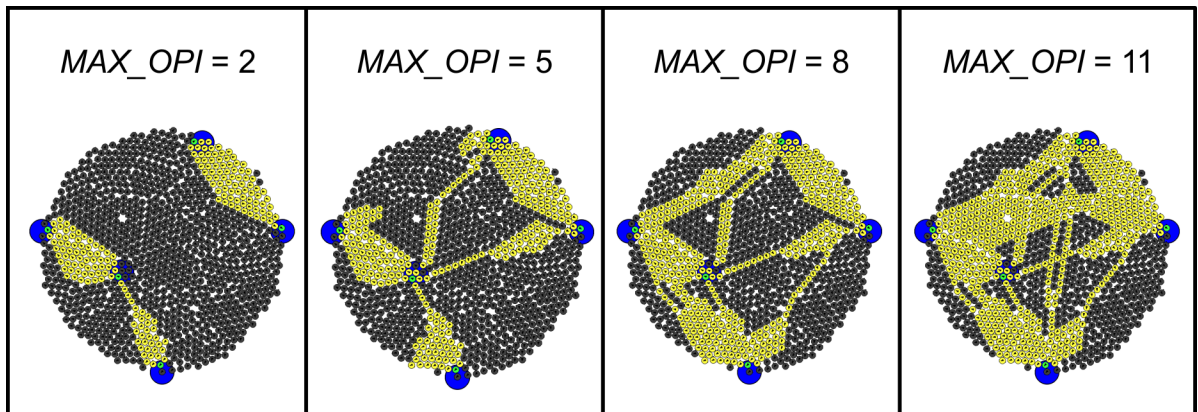 MAX_OPI = 2
MAX_OPI = 5
MAX_OPI = 8
MAX_OPI = 11